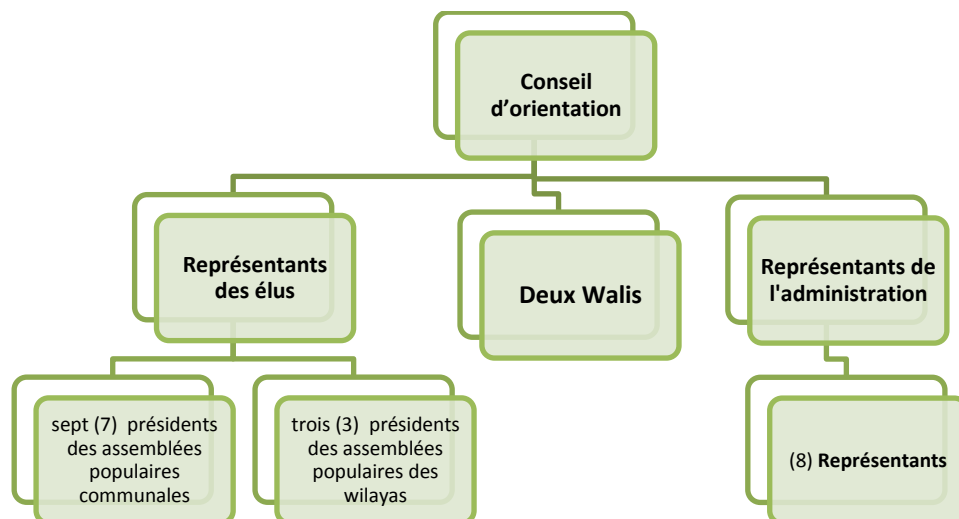 Conseil
d’orientation
Représentants
des élus
Deux Walis
Représentants de
l'administration
sept (7) présidents
des assemblées
populaires
communales
trois (3) présidents
des assemblées
populaires des
wilayas
(8) Représentants